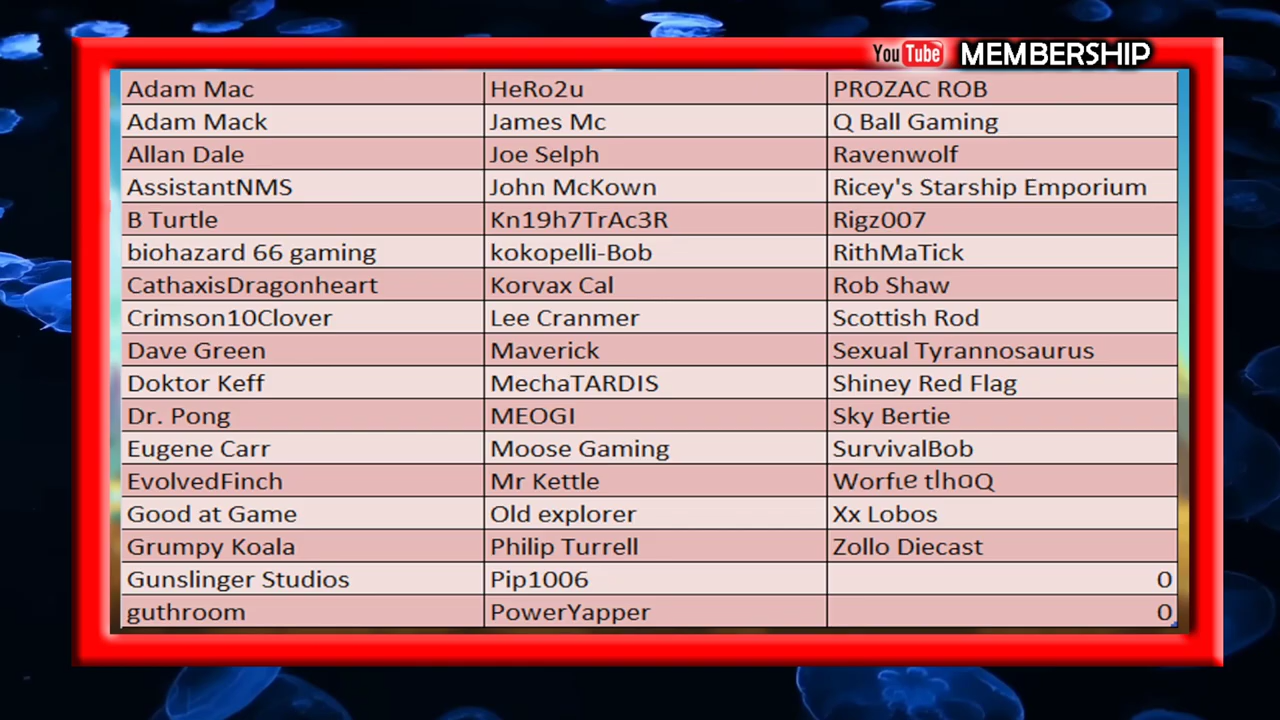 YouTube MEMBERSHIP
Adam Mac HeRo2u PROZAC ROB
Adam Mack James Mc Q Ball Gaming
Allan Dale Joe Selph Ravenwolf
AssistantNMS John McKown Ricey's Starship Emporium
B Turtle Kn19h7TrAc3R Rigz007
biohazard 66 gaming kokopelli-Bob RithMaTick
CathaxisDragonheart Korvax Cal Rob Shaw
Crimson10Clover Lee Cranmer Scottish Rod
Dave Green Maverick Sexual Tyrannosaurus
Doktor Keff MechaTARDIS Shiney Red Flag
Dr. Pong MEOGI Sky Bertie
Eugene Carr Moose Gaming SurvivalBob
EvolvedFinch Mr Kettle Worfιҽ tlhαQ
Good at Game Old explorer Xx Lobos
Grumpy Koala Philip Turrell Zollo Diecast
Gunslinger Studios Pip1006 0
guthroom PowerYapper 0